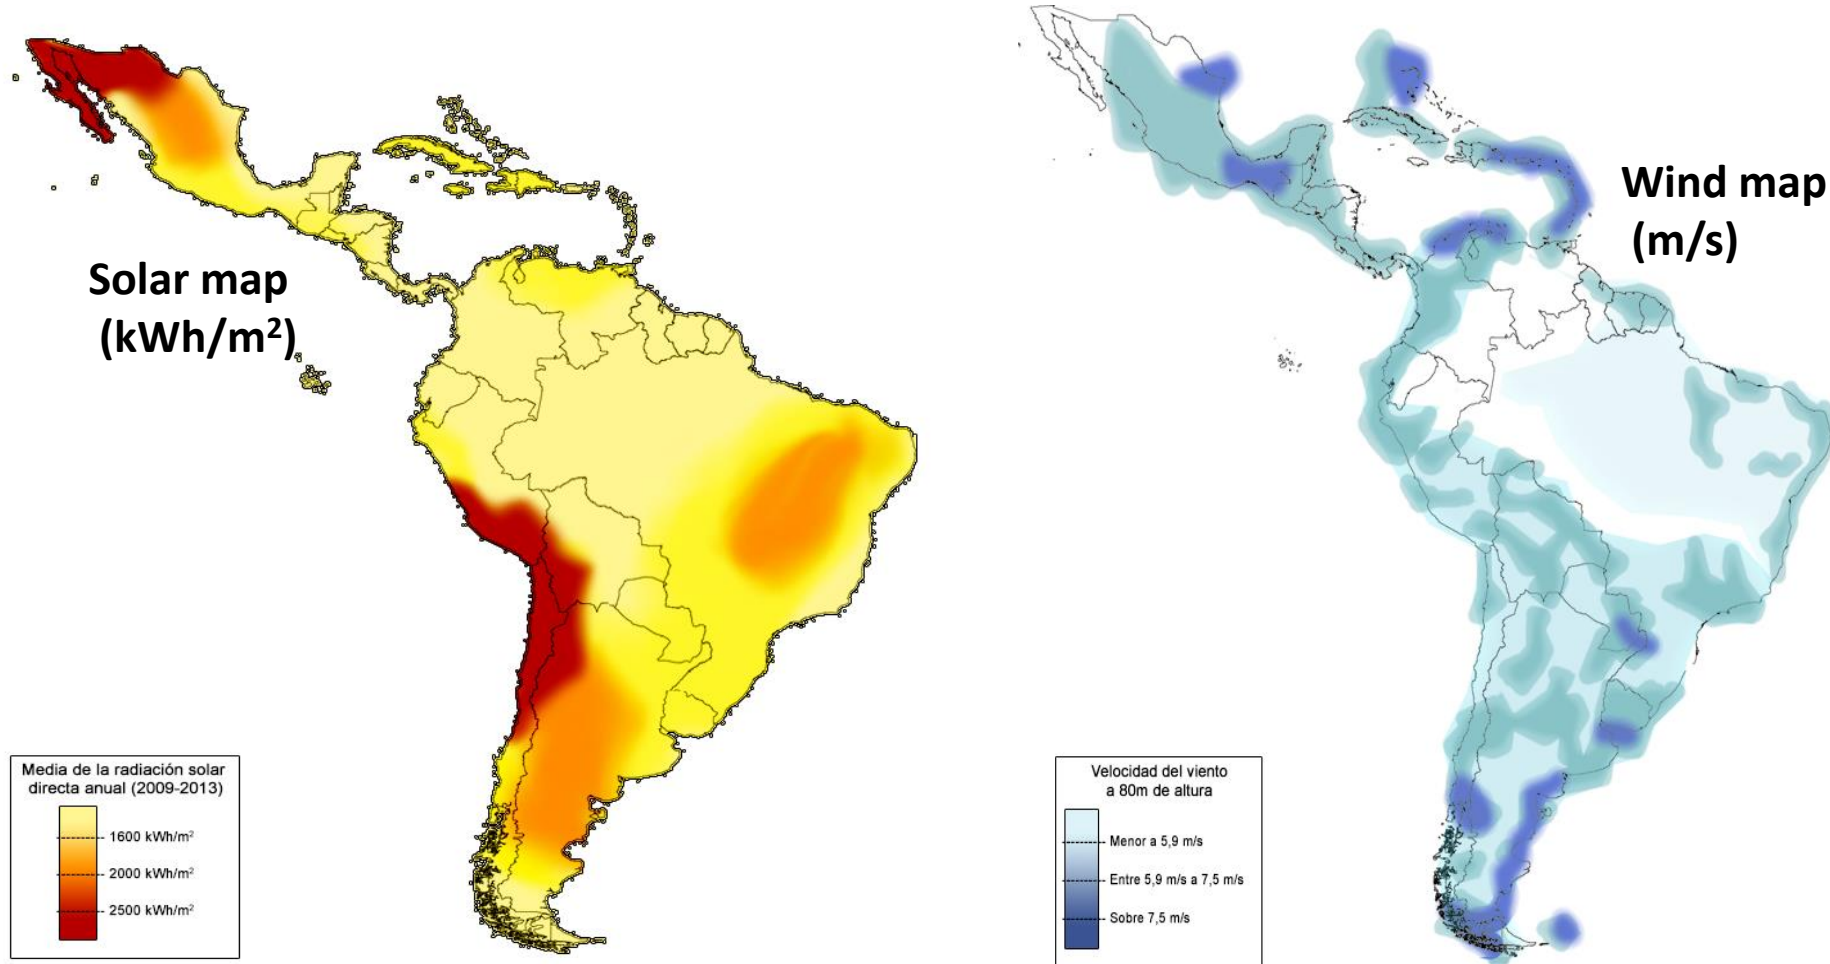 Solar map
(kWh/m²)
Media de la radiación solar
directa anual (2009-2013)
1600 kWh/m²
2000 kWh/m²
2500 kWh/m²
Wind map
(m/s)
Velocidad del viento
a 80m de altura
Menor a 5,9 m/s
Entre 5,9 m/s a 7,5 m/s
Sobre 7,5 m/s